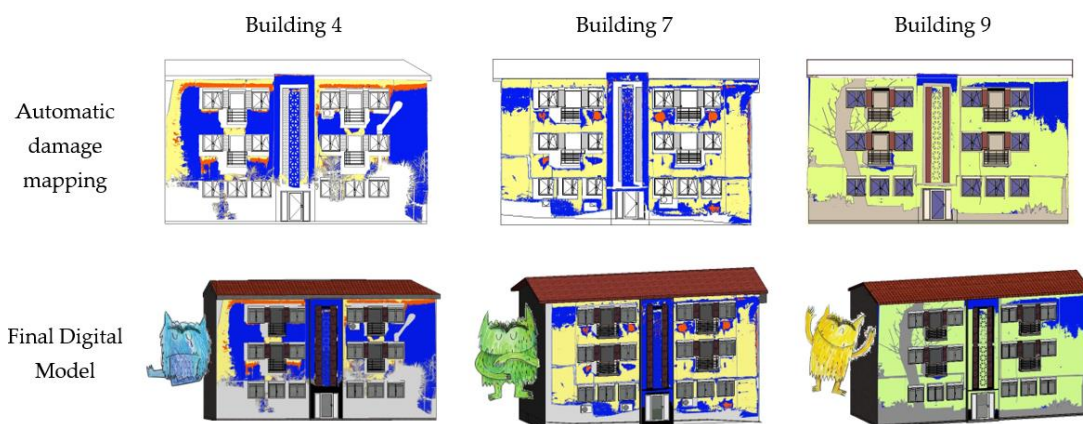 Building 4
Building 7
Building 9
Automatic
damage
mapping
Final Digital
Model